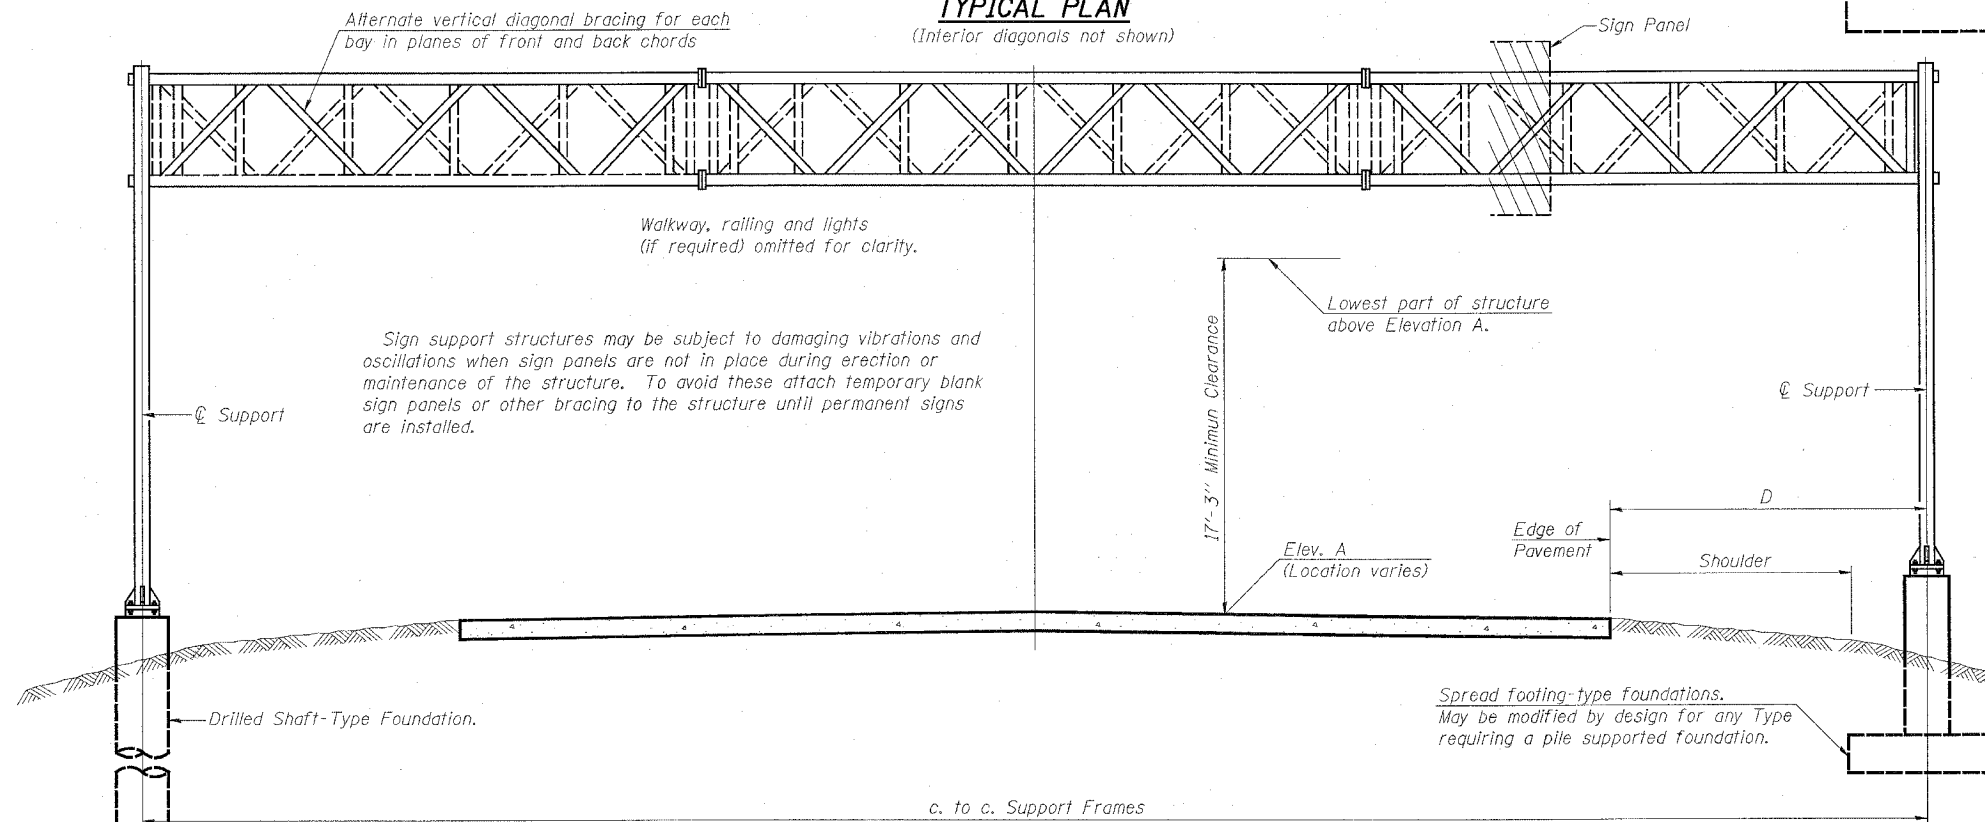 TYPICAL PLAN
(Interior diagonals not shown)
Alternate vertical diagonal bracing for each
bay in planes of front and back chords
Sign Panel
Walkway, railing and lights
(if required) omitted for clarity.
Lowest part of structure
above Elevation A.
Sign support structures may be subject to damaging vibrations and
oscillations when sign panels are not in place during erection or
maintenance of the structure. To avoid these attach temporary blank
sign panels or other bracing to the structure until permanent signs
are installed.
17'-3" Minimun Clearance
℄ Support
℄ Support
D
Edge of
Pavement
Shoulder
Elev. A
(Location varies)
Drilled Shaft-Type Foundation.
Spread footing-type foundations.
May be modified by design for any Type
requiring a pile supported foundation.
c. to c. Support Frames